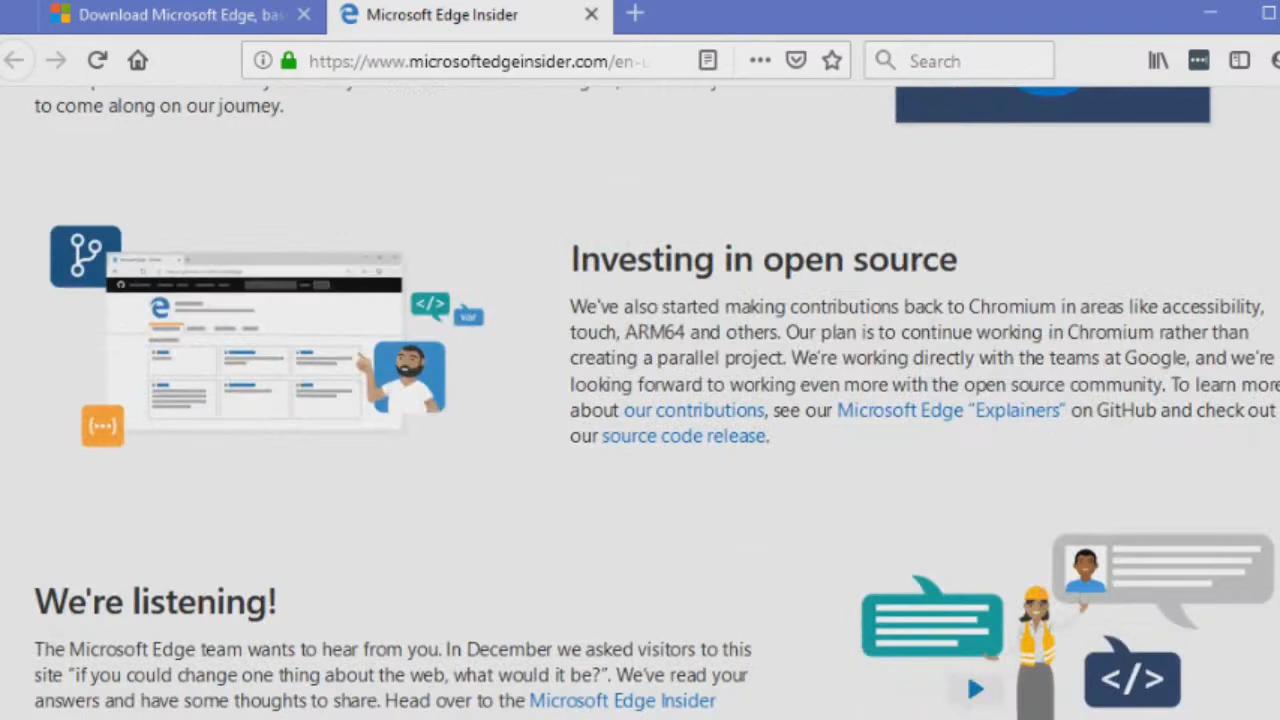 Download Microsoft Edge, bas
Microsoft Edge Insider
https://www.microsoftedgeinsider.com/en-u
Search
to come along on our journey.
Investing in open source
We've also started making contributions back to Chromium in areas like accessibility,
touch, ARM64 and others. Our plan is to continue working in Chromium rather than
creating a parallel project. We're working directly with the teams at Google, and we're
looking forward to working even more with the open source community. To learn more
about our contributions, see our Microsoft Edge “Explainers” on GitHub and check out
our source code release.
</>
var
{···}
We're listening!
The Microsoft Edge team wants to hear from you. In December we asked visitors to this
site “if you could change one thing about the web, what would it be?”. We've read your
answers and have some thoughts to share. Head over to the Microsoft Edge Insider
</>